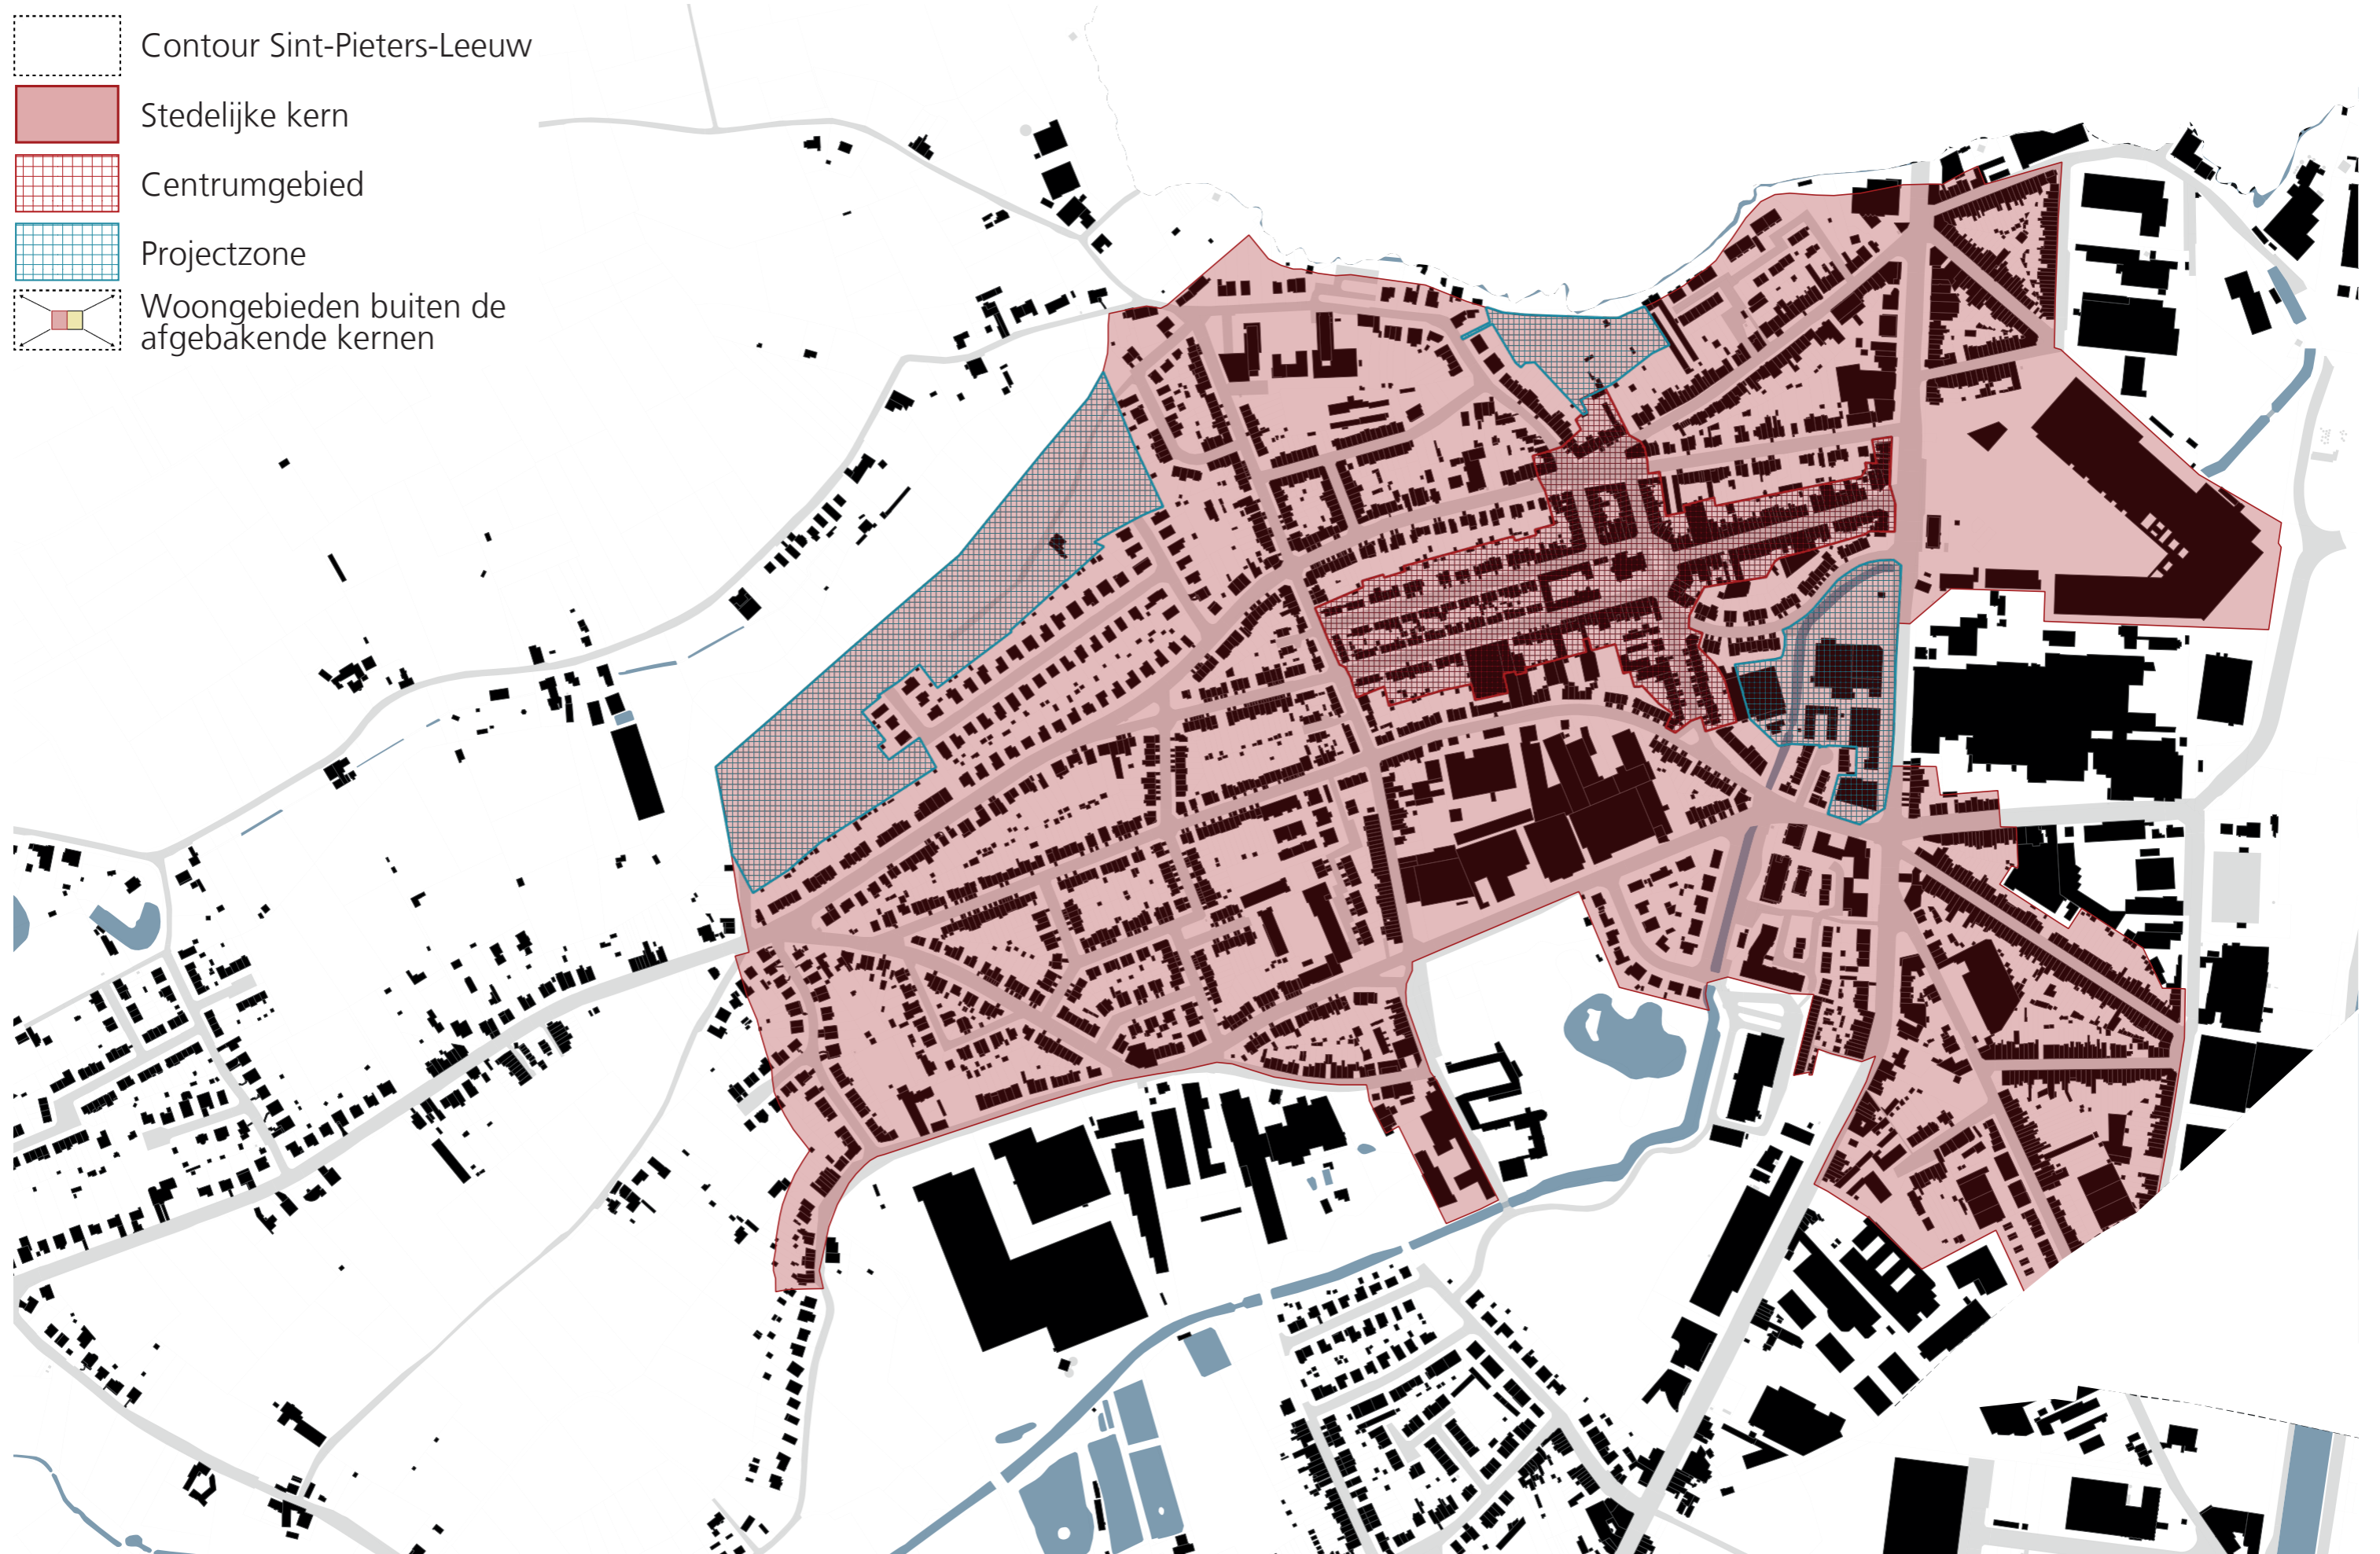 Contour Sint-Pieters-Leeuw
Stedelijke kern
Centrumgebied
Projectzone
Woongebieden buiten de
afgebakende kernen